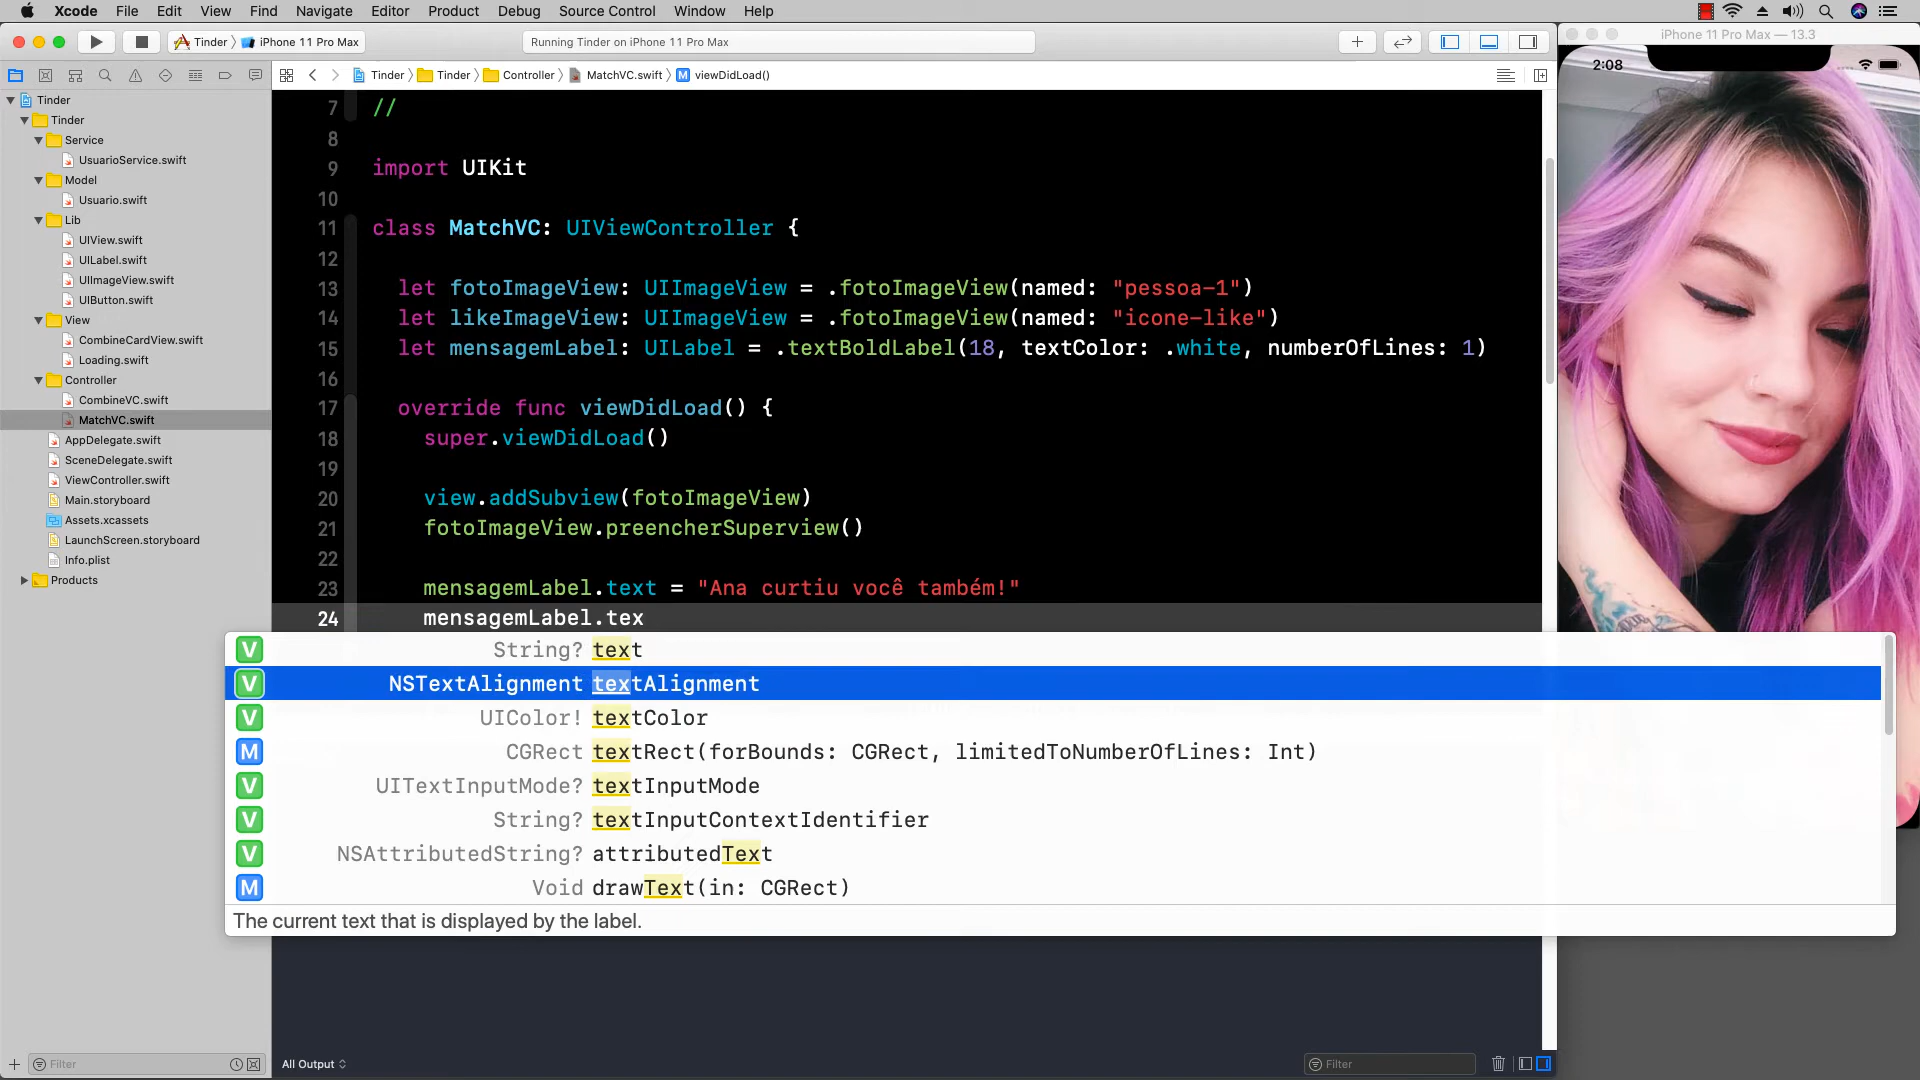 Xcode File Edit View Find Navigate Editor Product Debug Source Control Window Help
Tinder iPhone 11 Pro Max
Running Tinder on iPhone 11 Pro Max
iPhone 11 Pro Max — 13.3
2:08
Tinder
Tinder
Service
UsuarioService.swift
Model
Usuario.swift
Lib
UIView.swift
UILabel.swift
UIImageView.swift
UIButton.swift
View
CombineCardView.swift
Loading.swift
Controller
CombineVC.swift
MatchVC.swift
AppDelegate.swift
SceneDelegate.swift
ViewController.swift
Main.storyboard
Assets.xcassets
LaunchScreen.storyboard
Info.plist
Products
Filter
Tinder Tinder Controller MatchVC.swift M viewDidLoad()
7 //
8
9 import UIKit
10
11 class MatchVC: UIViewController {
12
13 let fotoImageView: UIImageView = .fotoImageView(named: "pessoa-1")
14 let likeImageView: UIImageView = .fotoImageView(named: "icone-like")
15 let mensagemLabel: UILabel = .textBoldLabel(18, textColor: .white, numberOfLines: 1)
16
17 override func viewDidLoad() {
18 super.viewDidLoad()
19
20 view.addSubview(fotoImageView)
21 fotoImageView.preencherSuperview()
22
23 mensagemLabel.text = "Ana curtiu você também!"
24 mensagemLabel.tex
V String? text
V NSTextAlignment textAlignment
V UIColor! textColor
M CGRect textRect(forBounds: CGRect, limitedToNumberOfLines: Int)
V UITextInputMode? textInputMode
V String? textInputContextIdentifier
V NSAttributedString? attributedText
M Void drawText(in: CGRect)
The current text that is displayed by the label.
All Output
Filter